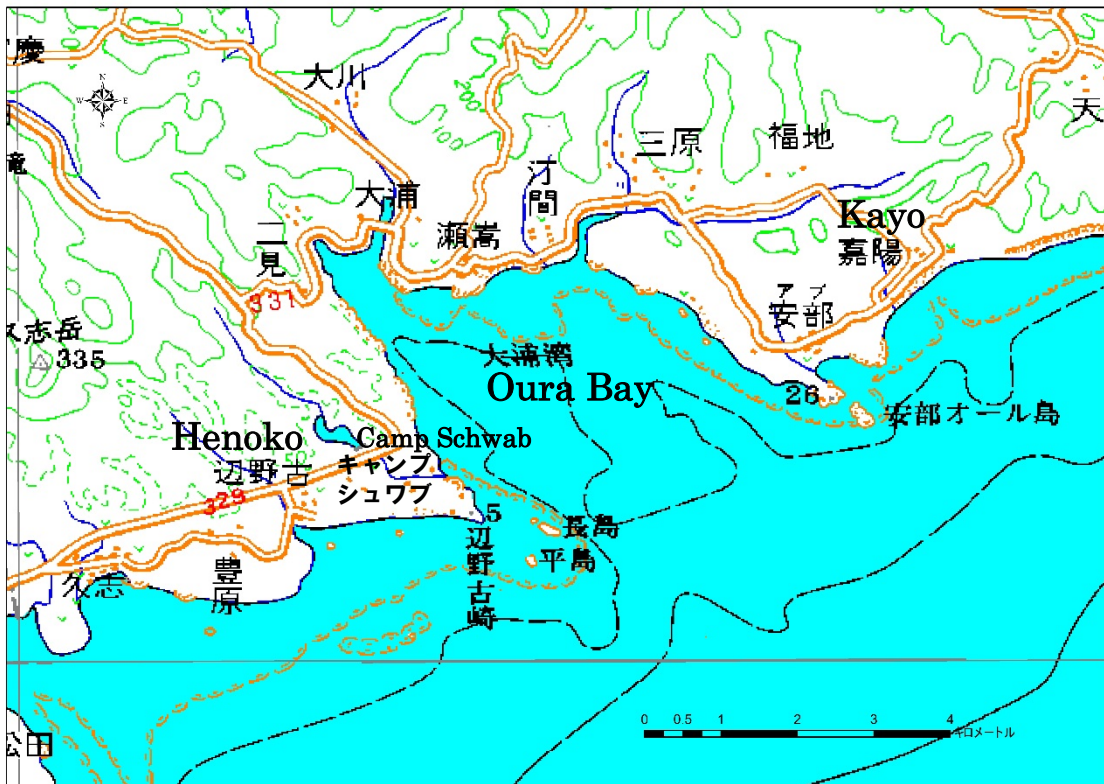 慶
N
W E
S
大川
200
100
三原
福地
天
滝
汀間
大浦
瀬嵩
Kayo
嘉陽
二見
331
アブ
安部
久志岳
335
大浦湾
Oura Bay
26
安部オール島
Henoko
辺野古
50
Camp Schwab
キャンプ
シュワブ
329
5
辺野古崎
長島
平島
久志
豊原
0 0.5 1 2 3 4
キロメートル
松田